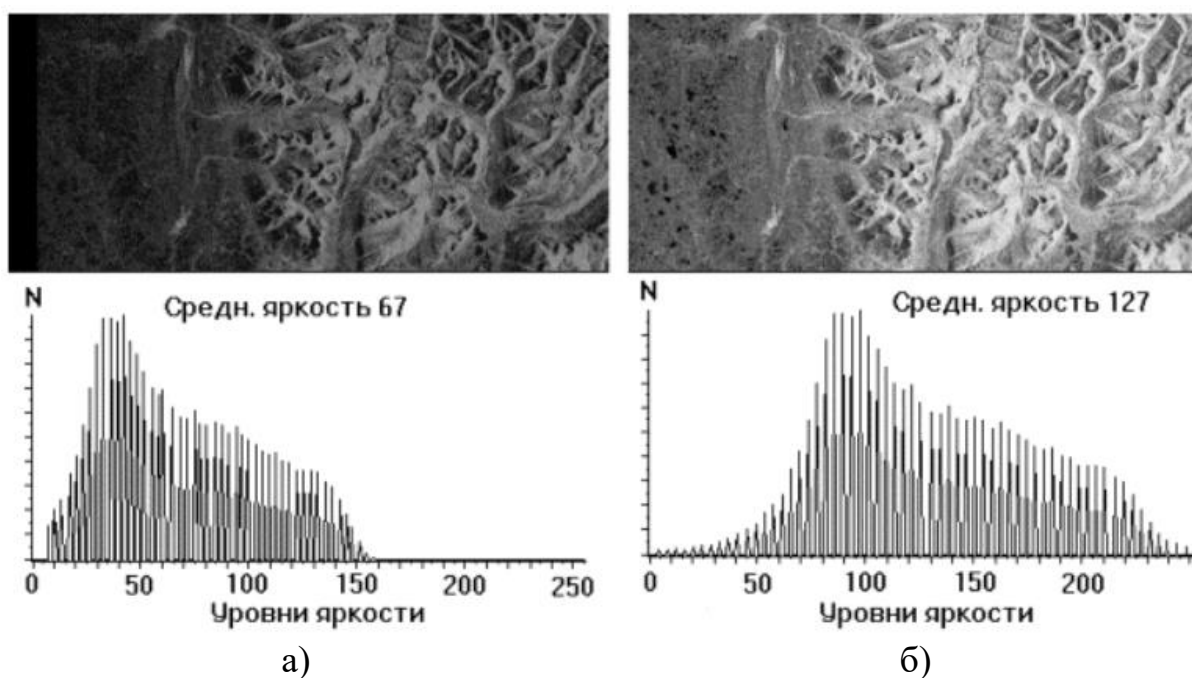 N
Средн. яркость 67
0 50 100 150 200 250
Уровни яркости
а)
N
Средн. яркость 127
0 50 100 150 200
Уровни яркости
б)